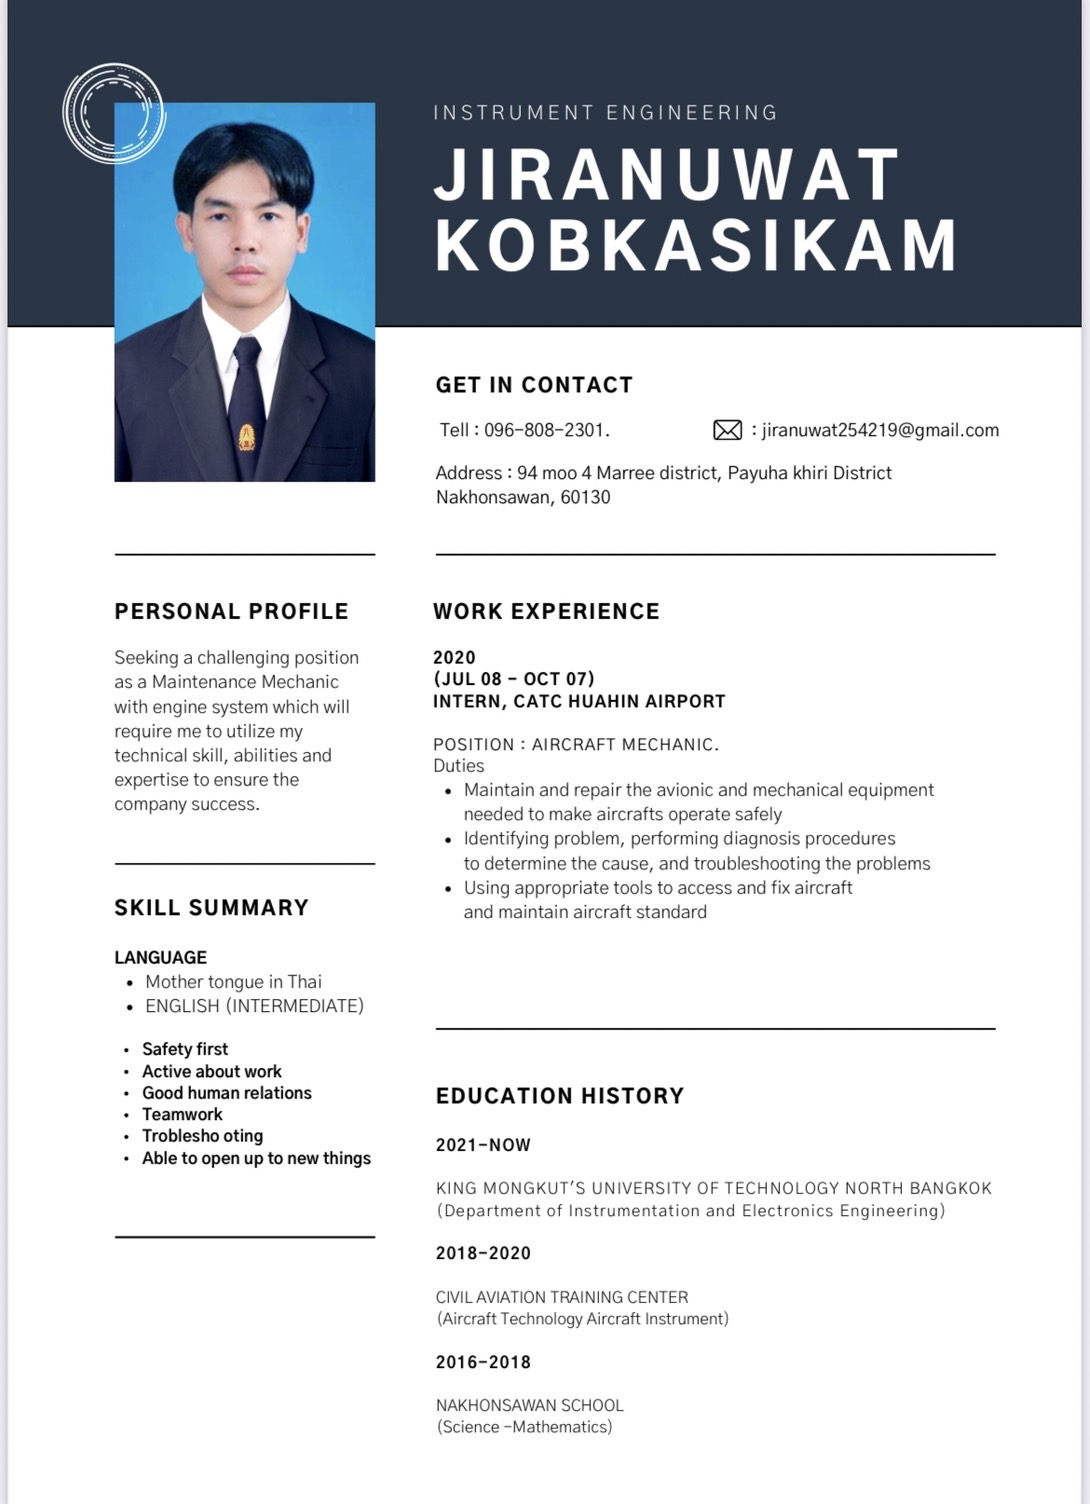 INSTRUMENT ENGINEERING
JIRANUWAT
KOBKASIKAM
GET IN CONTACT
Tell : 096-808-2301.
: jiranuwat254219@gmail.com
Address : 94 moo 4 Marree district, Payuha khiri District
Nakhonsawan, 60130
PERSONAL PROFILE
Seeking a challenging position
as a Maintenance Mechanic
with engine system which will
require me to utilize my
technical skill, abilities and
expertise to ensure the
company success.
SKILL SUMMARY
LANGUAGE
• Mother tongue in Thai
• ENGLISH (INTERMEDIATE)
• Safety first
• Active about work
• Good human relations
• Teamwork
• Troblesho oting
• Able to open up to new things
WORK EXPERIENCE
2020
(JUL 08 - OCT 07)
INTERN, CATC HUAHIN AIRPORT
POSITION : AIRCRAFT MECHANIC.
Duties
• Maintain and repair the avionic and mechanical equipment
needed to make aircrafts operate safely
• Identifying problem, performing diagnosis procedures
to determine the cause, and troubleshooting the problems
• Using appropriate tools to access and fix aircraft
and maintain aircraft standard
EDUCATION HISTORY
2021-NOW
KING MONGKUT'S UNIVERSITY OF TECHNOLOGY NORTH BANGKOK
(Department of Instrumentation and Electronics Engineering)
2018-2020
CIVIL AVIATION TRAINING CENTER
(Aircraft Technology Aircraft Instrument)
2016-2018
NAKHONSAWAN SCHOOL
(Science -Mathematics)